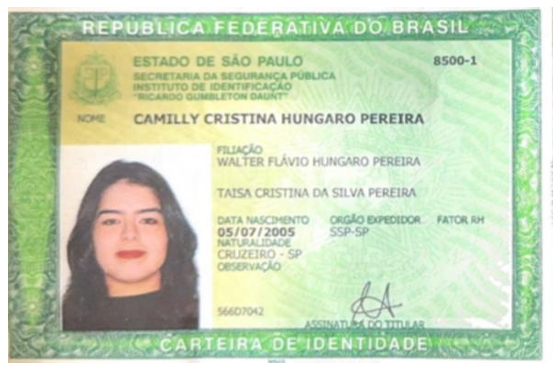 REPÚBLICA FEDERATIVA DO BRASIL
ESTADO DE SÃO PAULO 8500-1
SECRETARIA DA SEGURANÇA PÚBLICA
INSTITUTO DE IDENTIFICAÇÃO
"RICARDO GUMBLETON DAUNT"
NOME CAMILLY CRISTINA HUNGARO PEREIRA
FILIAÇÃO
WALTER FLÁVIO HUNGARO PEREIRA
TAISA CRISTINA DA SILVA PEREIRA
DATA NASCIMENTO ORGÃO EXPEDIDOR FATOR RH
05/07/2005 SSP-SP
NATURALIDADE
CRUZEIRO - SP
OBSERVAÇÃO
566D7042
ASSINATURA DO TITULAR
CARTEIRA DE IDENTIDADE